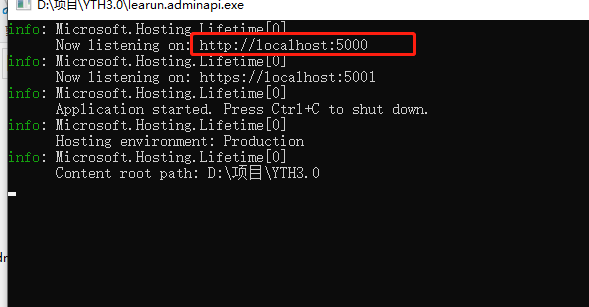 D:\项目\YTH3.0\learun.adminapi.exe
info: Microsoft.Hosting.Lifetime[0]
Now listening on: http://localhost:5000
info: Microsoft.Hosting.Lifetime[0]
Now listening on: https://localhost:5001
info: Microsoft.Hosting.Lifetime[0]
Application started. Press Ctrl+C to shut down.
info: Microsoft.Hosting.Lifetime[0]
Hosting environment: Production
info: Microsoft.Hosting.Lifetime[0]
Content root path: D:\项目\YTH3.0